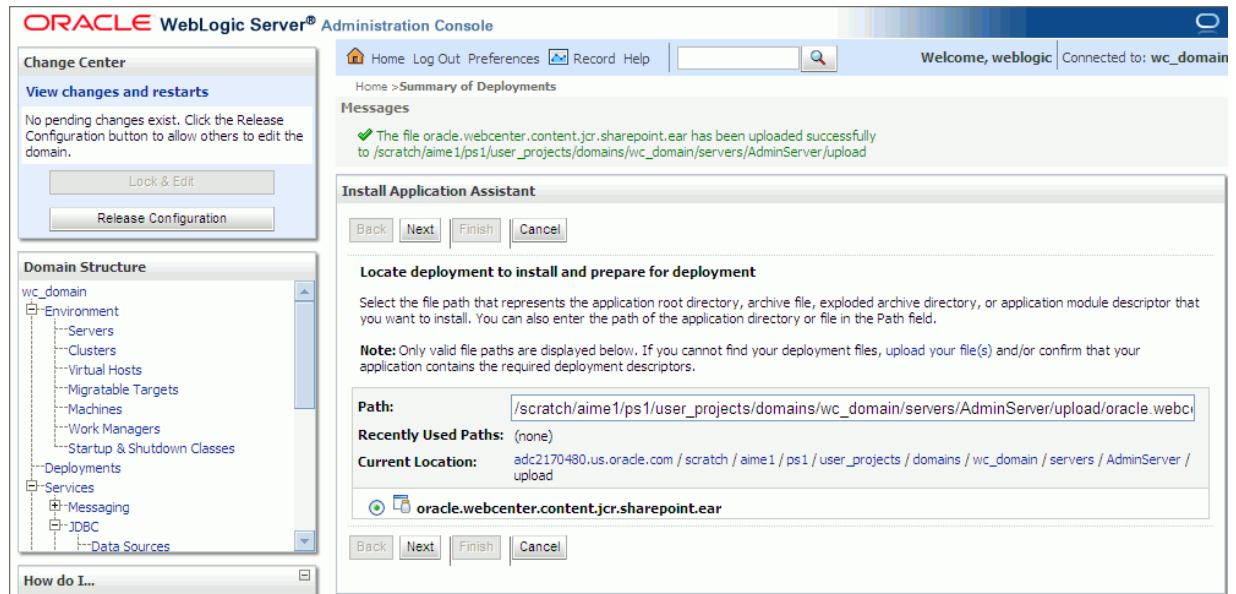 ORACLE WebLogic Server® Administration Console
Change Center
View changes and restarts
No pending changes exist. Click the Release
Configuration button to allow others to edit the
domain.
Lock & Edit
Release Configuration
Domain Structure
wc_domain
Environment
Servers
Clusters
Virtual Hosts
Migratable Targets
Machines
Work Managers
Startup & Shutdown Classes
Deployments
Services
Messaging
JDBC
Data Sources
How do I...
Home Log Out Preferences Record Help
Welcome, weblogic Connected to: wc_domain
Home >Summary of Deployments
Messages
The file oracle.webcenter.content.jcr.sharepoint.ear has been uploaded successfully
to /scratch/aime1/ps1/user_projects/domains/wc_domain/servers/AdminServer/upload
Install Application Assistant
Back Next Finish Cancel
Locate deployment to install and prepare for deployment
Select the file path that represents the application root directory, archive file, exploded archive directory, or application module descriptor that
you want to install. You can also enter the path of the application directory or file in the Path field.
Note: Only valid file paths are displayed below. If you cannot find your deployment files, upload your file(s) and/or confirm that your
application contains the required deployment descriptors.
Path: /scratch/aime1/ps1/user_projects/domains/wc_domain/servers/AdminServer/upload/oracle.webc
Recently Used Paths: (none)
Current Location: adc2170480.us.oracle.com / scratch / aime1 / ps1 / user_projects / domains / wc_domain / servers / AdminServer /
upload
oracle.webcenter.content.jcr.sharepoint.ear
Back Next Finish Cancel